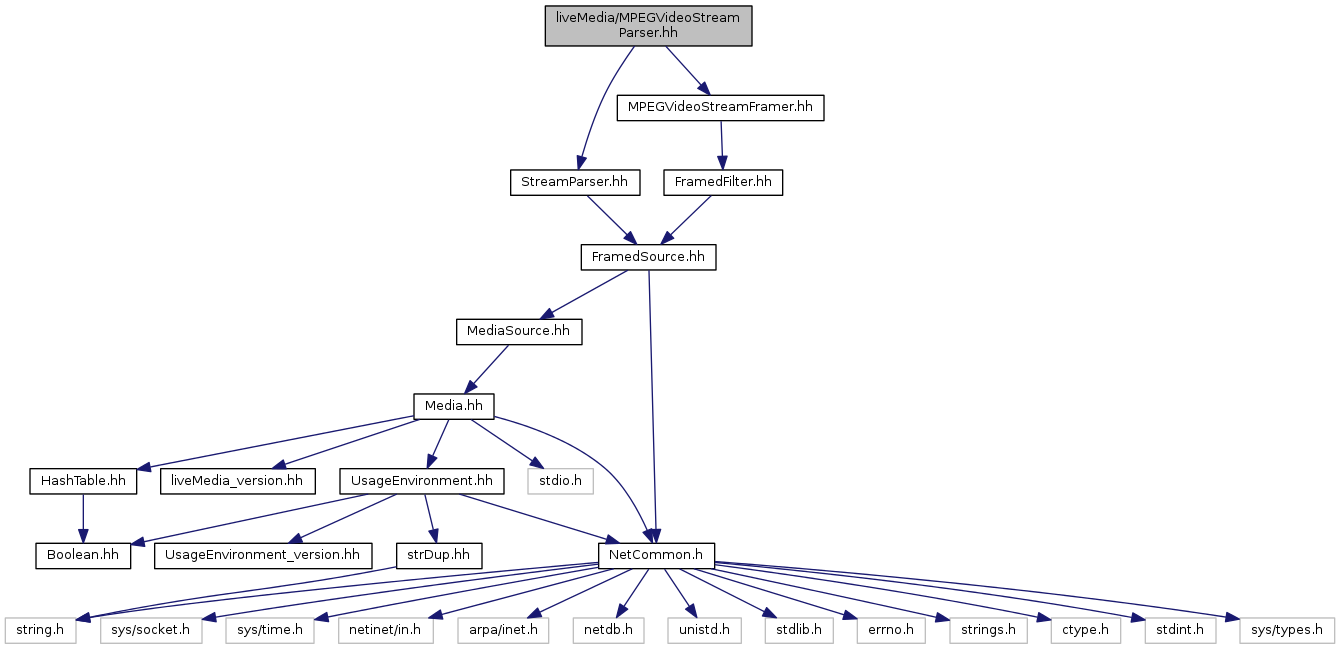 liveMedia/MPEGVideoStream
Parser.hh
MPEGVideoStreamFramer.hh
StreamParser.hh
FramedFilter.hh
FramedSource.hh
MediaSource.hh
Media.hh
HashTable.hh
liveMedia_version.hh
UsageEnvironment.hh
stdio.h
Boolean.hh
UsageEnvironment_version.hh
strDup.hh
NetCommon.h
string.h
sys/socket.h
sys/time.h
netinet/in.h
arpa/inet.h
netdb.h
unistd.h
stdlib.h
errno.h
strings.h
ctype.h
stdint.h
sys/types.h